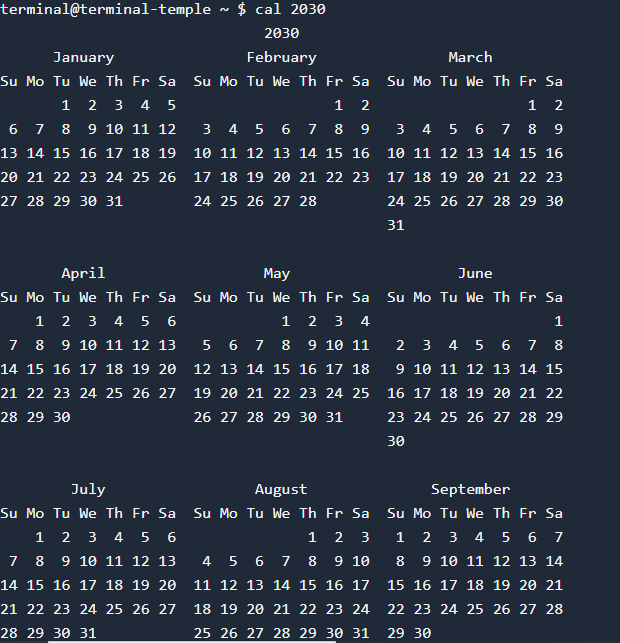 terminal@terminal-temple ~ $ cal 2030
                              2030
      January               February               March
Su Mo Tu We Th Fr Sa  Su Mo Tu We Th Fr Sa  Su Mo Tu We Th Fr Sa
       1  2  3  4  5                  1  2                  1  2
 6  7  8  9 10 11 12   3  4  5  6  7  8  9   3  4  5  6  7  8  9
13 14 15 16 17 18 19  10 11 12 13 14 15 16  10 11 12 13 14 15 16
20 21 22 23 24 25 26  17 18 19 20 21 22 23  17 18 19 20 21 22 23
27 28 29 30 31        24 25 26 27 28        24 25 26 27 28 29 30
                                            31

       April                  May                   June
Su Mo Tu We Th Fr Sa  Su Mo Tu We Th Fr Sa  Su Mo Tu We Th Fr Sa
    1  2  3  4  5  6            1  2  3  4                     1
 7  8  9 10 11 12 13   5  6  7  8  9 10 11   2  3  4  5  6  7  8
14 15 16 17 18 19 20  12 13 14 15 16 17 18   9 10 11 12 13 14 15
21 22 23 24 25 26 27  19 20 21 22 23 24 25  16 17 18 19 20 21 22
28 29 30              26 27 28 29 30 31     23 24 25 26 27 28 29
                                            30

        July                 August              September
Su Mo Tu We Th Fr Sa  Su Mo Tu We Th Fr Sa  Su Mo Tu We Th Fr Sa
    1  2  3  4  5  6               1  2  3   1  2  3  4  5  6  7
 7  8  9 10 11 12 13   4  5  6  7  8  9 10   8  9 10 11 12 13 14
14 15 16 17 18 19 20  11 12 13 14 15 16 17  15 16 17 18 19 20 21
21 22 23 24 25 26 27  18 19 20 21 22 23 24  22 23 24 25 26 27 28
28 29 30 31           25 26 27 28 29 30 31  29 30